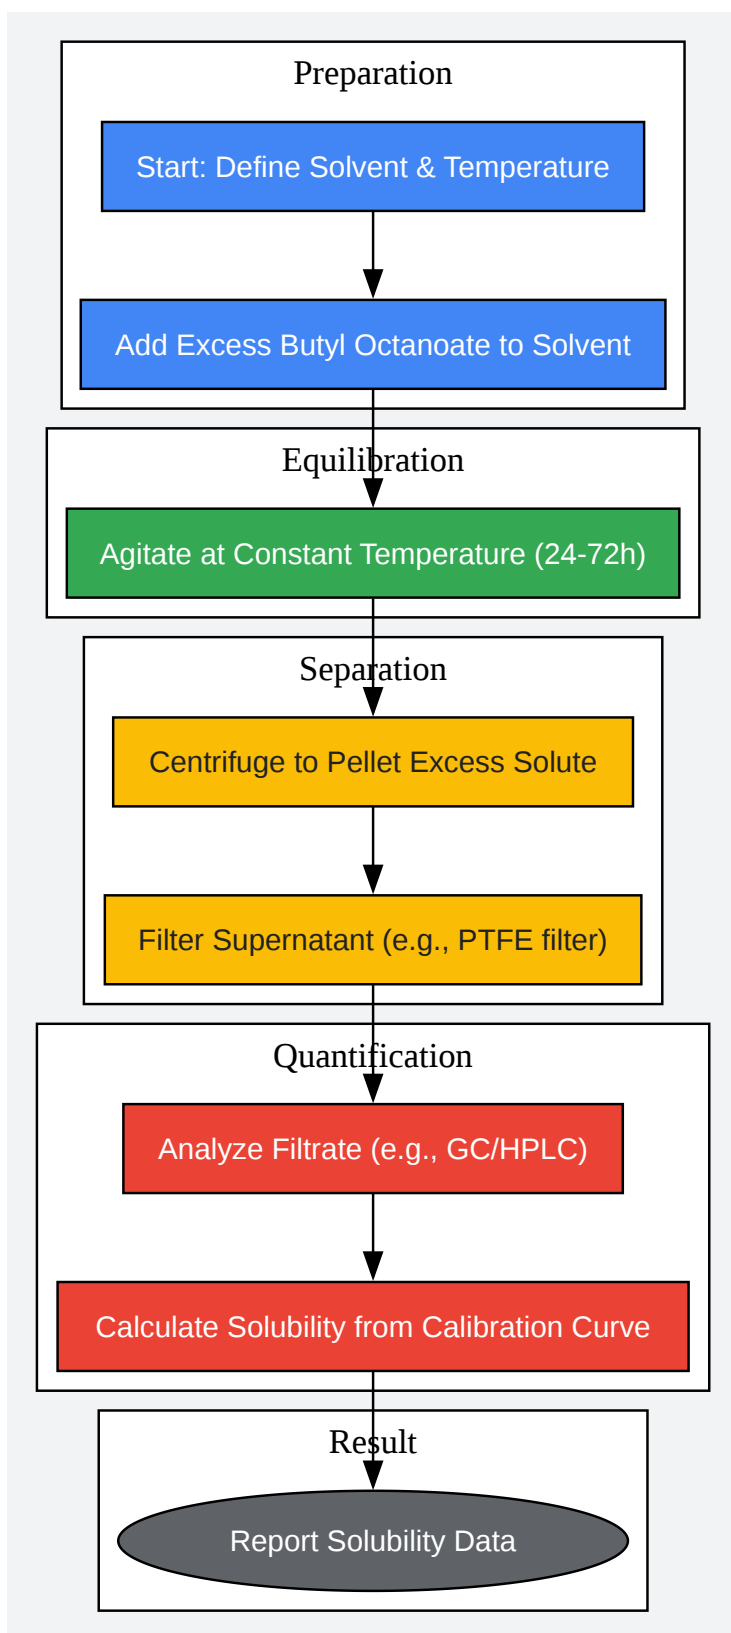 Preparation
Start: Define Solvent & Temperature
Add Excess Butyl Octanoate to Solvent
Equilibration
Agitate at Constant Temperature (24-72h)
Separation
Centrifuge to Pellet Excess Solute
Filter Supernatant (e.g., PTFE filter)
Quantification
Analyze Filtrate (e.g., GC/HPLC)
Calculate Solubility from Calibration Curve
Result
Report Solubility Data